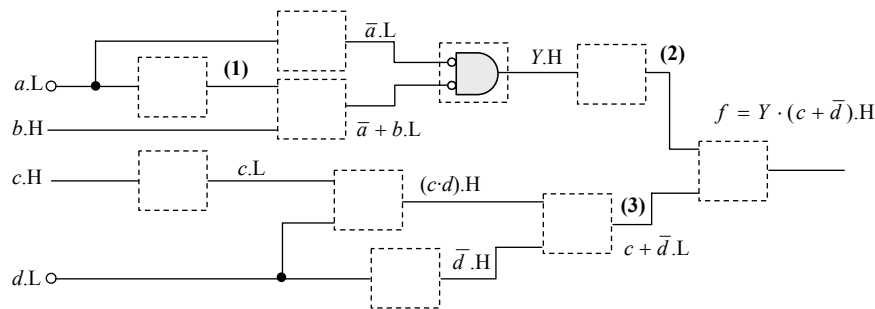 a̅.L
(1)
Y.H
(2)
a.L
b.H
a̅ + b.L
f = Y · (c + d̅).H
c.H
c.L
(c·d).H
(3)
d̅.H
c + d̅.L
d.L